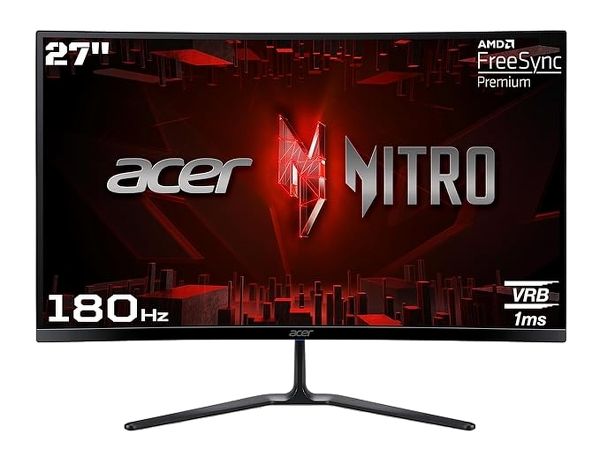 27"
AMD
FreeSync
Premium
acer NITRO
180Hz
VRB
1ms
acer